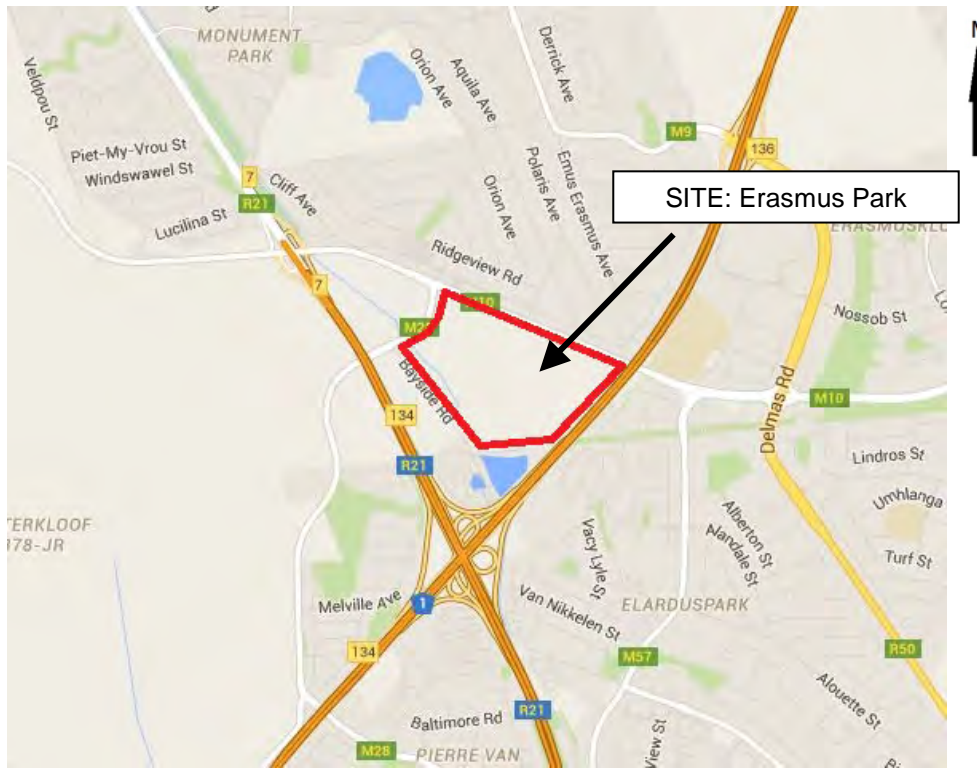 MONUMENT
PARK
Veldpou St
Orion Ave
Aquila Ave
Derrick Ave
M9
136
Piet-My-Vrou St
Windswawel St
7
R21
Cliff Ave
Lucilina St
Orion Ave
Polaris Ave
Emus Erasmus Ave
SITE: Erasmus Park
Ridgeview Rd
7
Nossob St
Bayside Rd
134
R21
M10
Delmas Rd
Lindros St
Umhlanga
Alberton St
Nandale St
Turf St
Vacy Lyle St
Melville Ave
1
Van Nikkelen St
ELARDUSPARK
134
M57
R50
Alouette St
Baltimore Rd
R21
M28
PIERRE VAN
View St